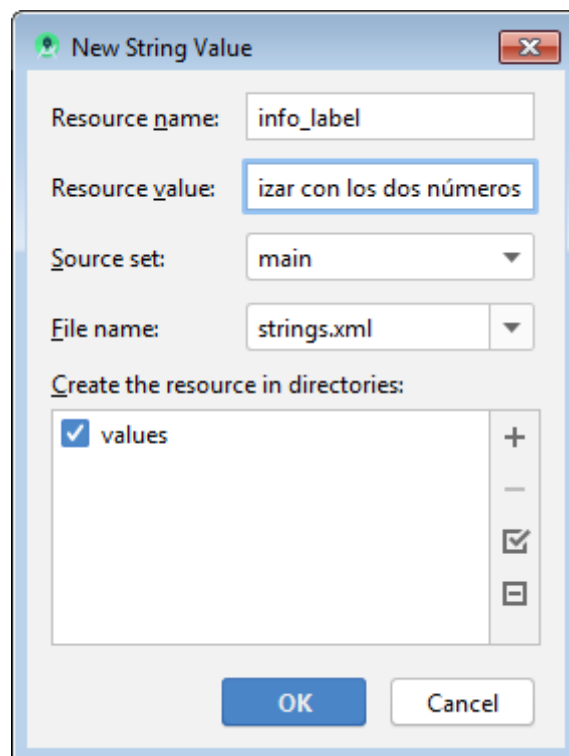 New String Value
Resource name: info_label
Resource value: izar con los dos números
Source set: main
File name: strings.xml
Create the resource in directories:
values
OK Cancel